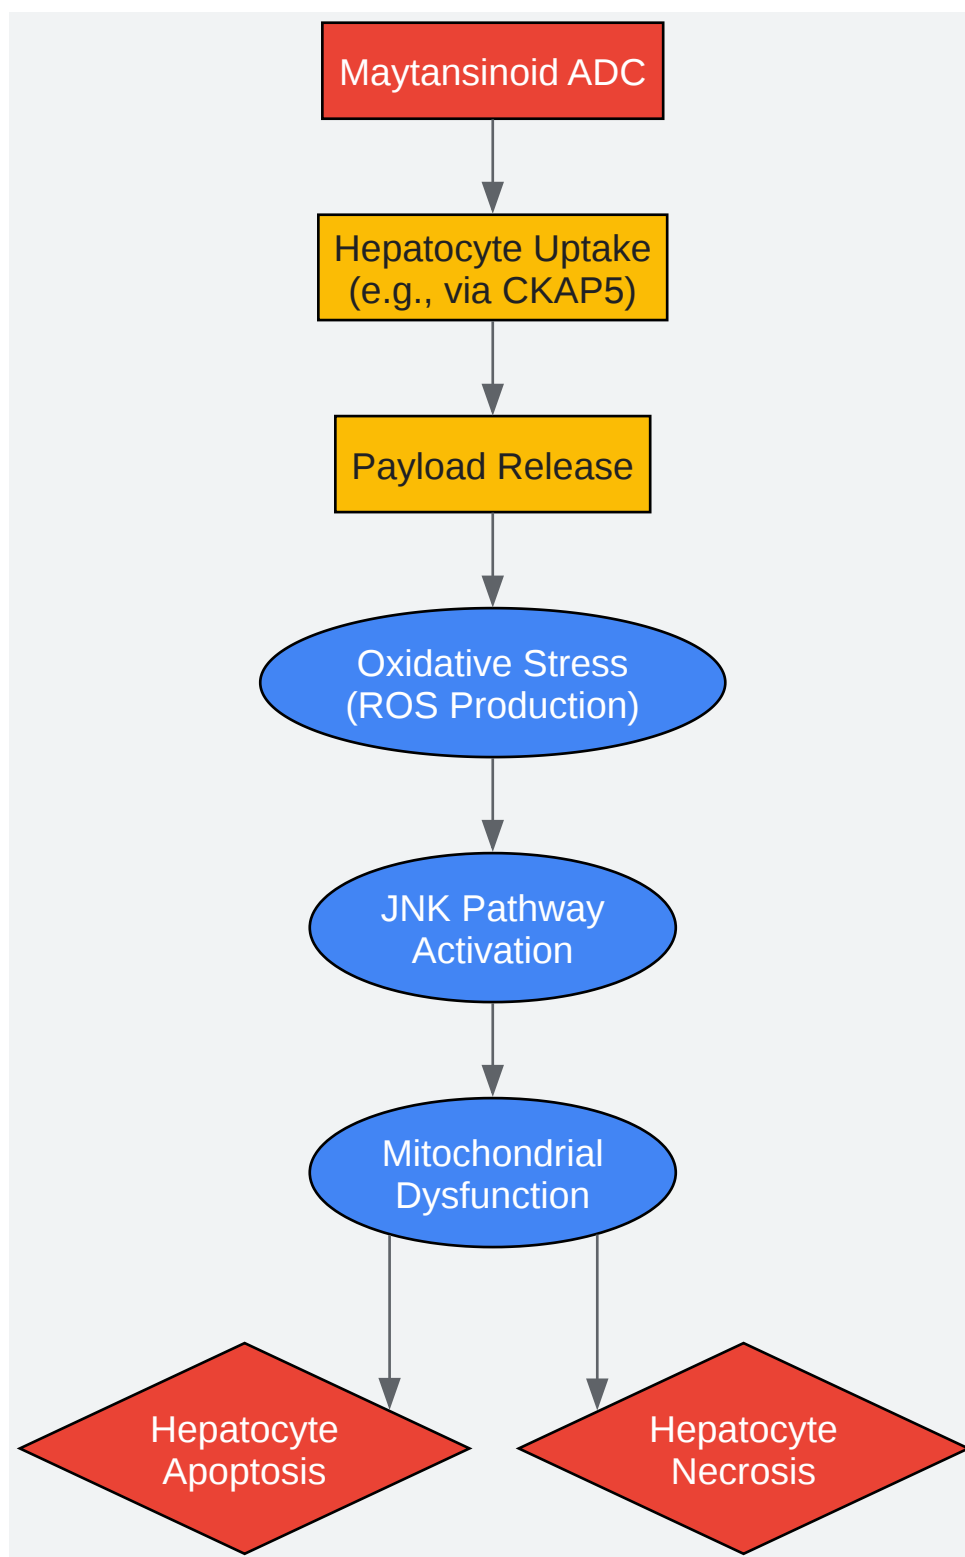 Maytansinoid ADC
Hepatocyte Uptake
(e.g., via CKAP5)
Payload Release
Oxidative Stress
(ROS Production)
JNK Pathway
Activation
Mitochondrial
Dysfunction
Hepatocyte
Apoptosis
Hepatocyte
Necrosis